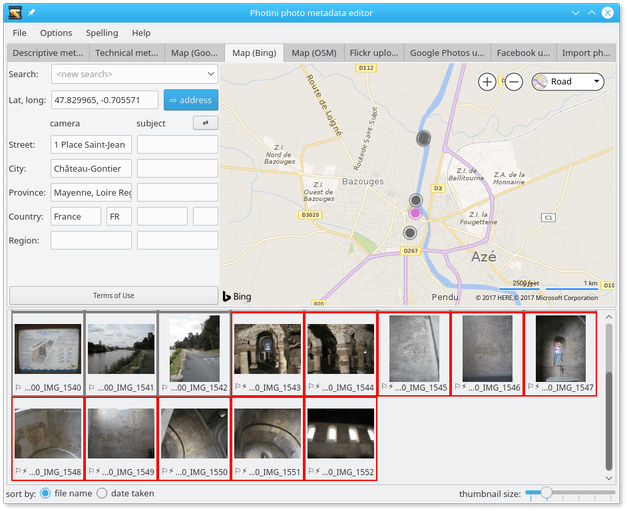 Photini photo metadata editor
File Options Spelling Help
Descriptive met... Technical met... Map (Goo... Map (Bing) Map (OSM) Flickr uplo... Google Photos u... Facebook u... Import ph...
Search: <new search>
Lat, long: 47.829965, -0.705571 ⇨ address
camera subject
Street: 1 Place Saint-Jean
City: Château-Gontier
Province: Mayenne, Loire Reg
Country: France FR
Region:
Terms of Use
D112
Road
Route de Loigné
Route de Saint-Sulpice
Z.I.
Nord de
Bazouges
Bazouges
Z.I.
Ouest de
Bazouges
D3020
Z.I. de
Bellitourne
Z.A. de la
Monnairie
D2
Z.I. la
Fougetterie
C1
D267
Azé
D20
Pendu
2500 feet 1 km
Bing
© 2017 HERE,© 2017 Microsoft Corporation
...00_IMG_1540 ...00_IMG_1541 ...00_IMG_1542 ...0_IMG_1543 ...0_IMG_1544 ...0_IMG_1545 ...0_IMG_1546 ...0_IMG_1547
...0_IMG_1548 ...0_IMG_1549 ...0_IMG_1550 ...0_IMG_1551 ...0_IMG_1552
sort by: file name date taken thumbnail size: